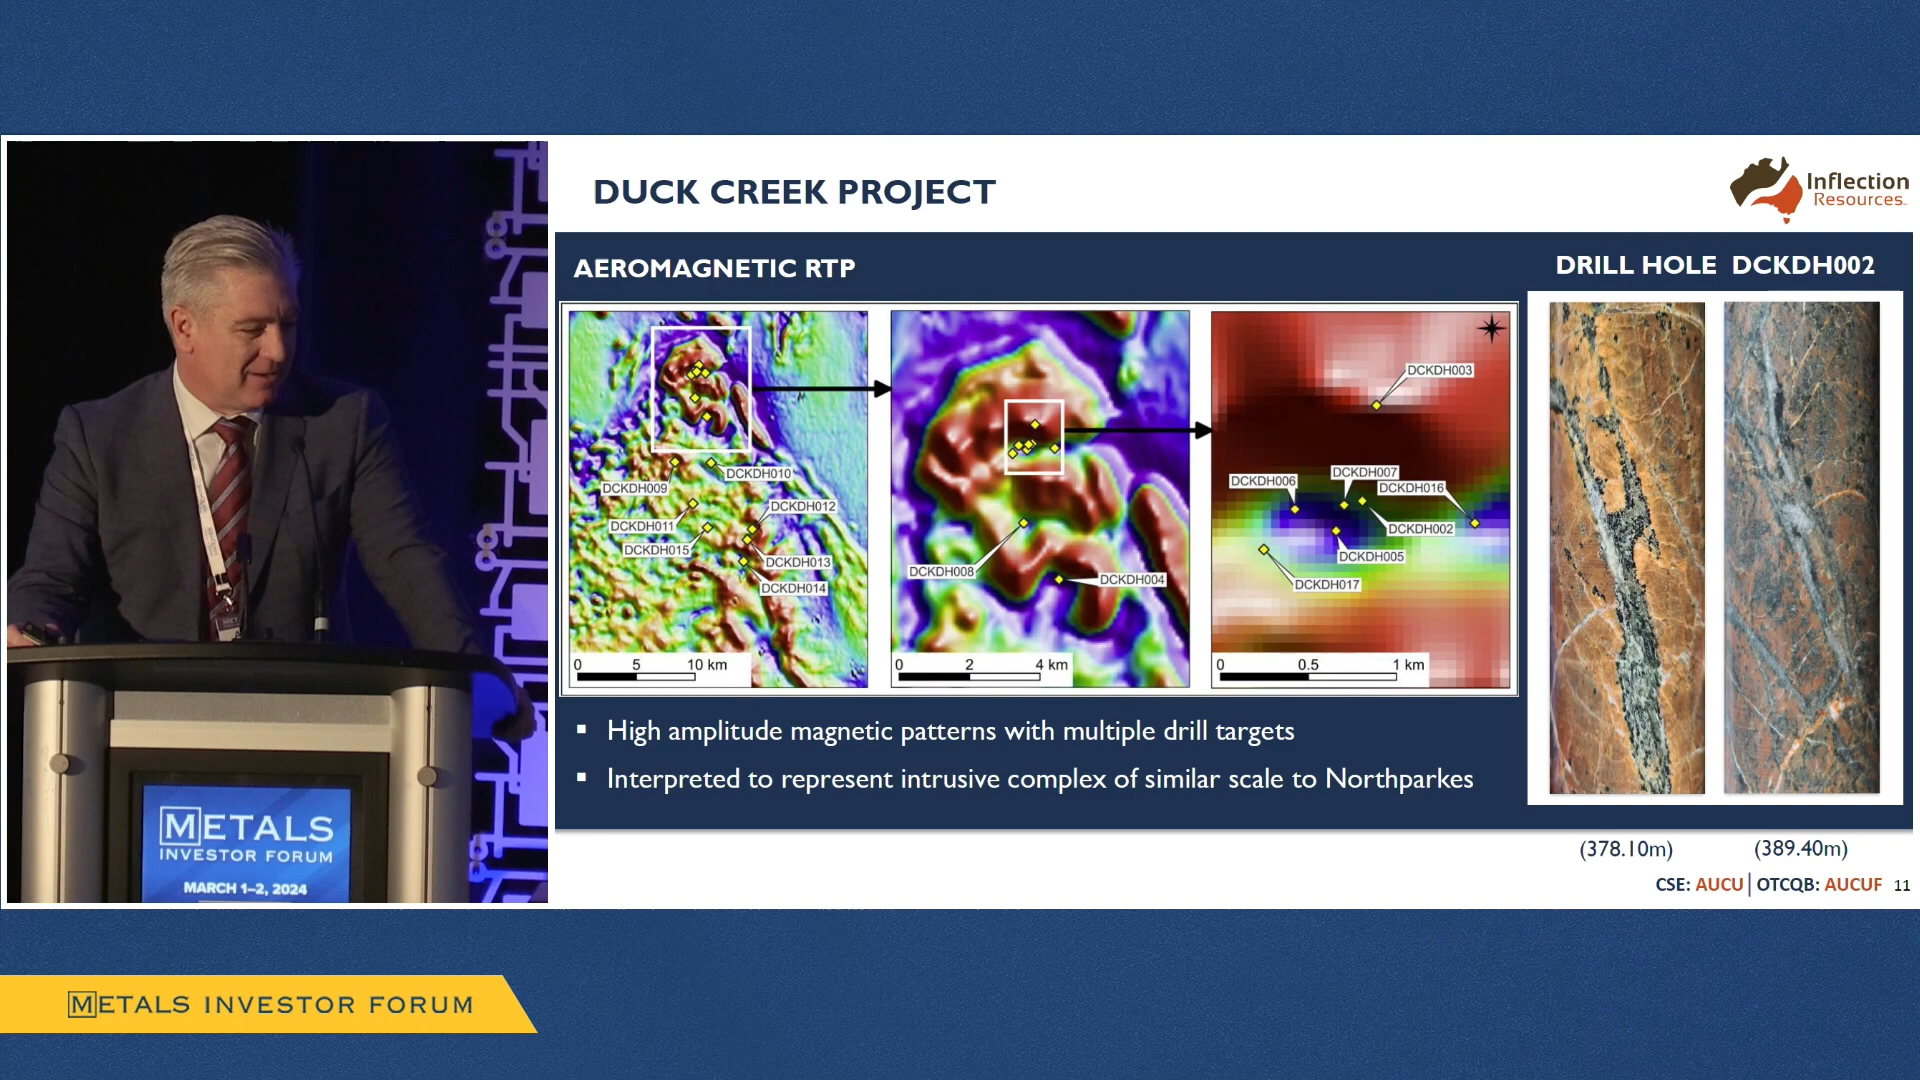 DUCK CREEK PROJECT
Inflection
Resources
AEROMAGNETIC RTP
DRILL HOLE DCKDH002
DCKDH009
DCKDH010
DCKDH011
DCKDH012
DCKDH015
DCKDH013
DCKDH014
0 5 10 km
DCKDH008
DCKDH004
0 2 4 km
DCKDH003
DCKDH006
DCKDH007
DCKDH016
DCKDH002
DCKDH005
DCKDH017
0 0.5 1 km
▪ High amplitude magnetic patterns with multiple drill targets
▪ Interpreted to represent intrusive complex of similar scale to Northparkes
(378.10m)
(389.40m)
CSE: AUCU | OTCQB: AUCUF 11
METALS
INVESTOR FORUM
MARCH 1–2, 2024
METALS INVESTOR FORUM